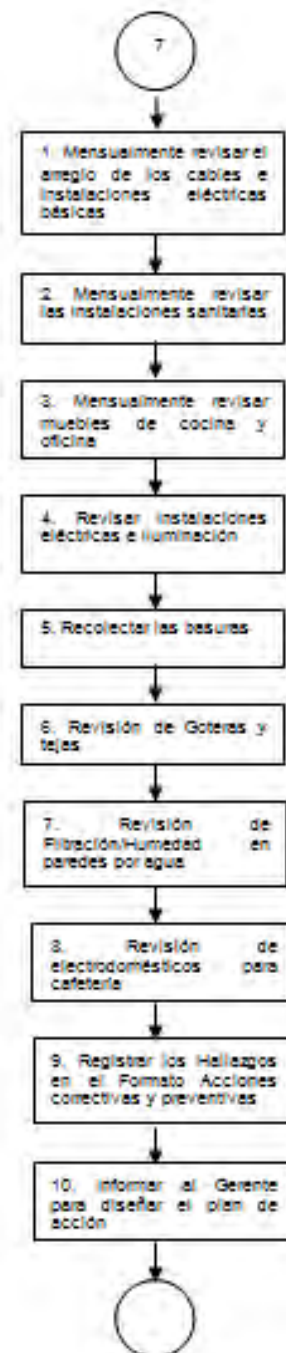 7
1. Mensualmente revisar el
arreglo de los cables e
instalaciones eléctricas
básicas
2. Mensualmente revisar
las instalaciones sanitarias
3. Mensualmente revisar
muebles de cocina y
oficina
4. Revisar instalaciones
eléctricas e iluminación
5. Recolectar las basuras
6. Revisión de Goteras y
tejas
7. Revisión de
Filtración/Humedad en
paredes por agua
8. Revisión de
electrodomésticos para
cafetería
9. Registrar los Hallazgos
en el Formato Acciones
correctivas y preventivas
10. Informar al Gerente
para diseñar el plan de
acción